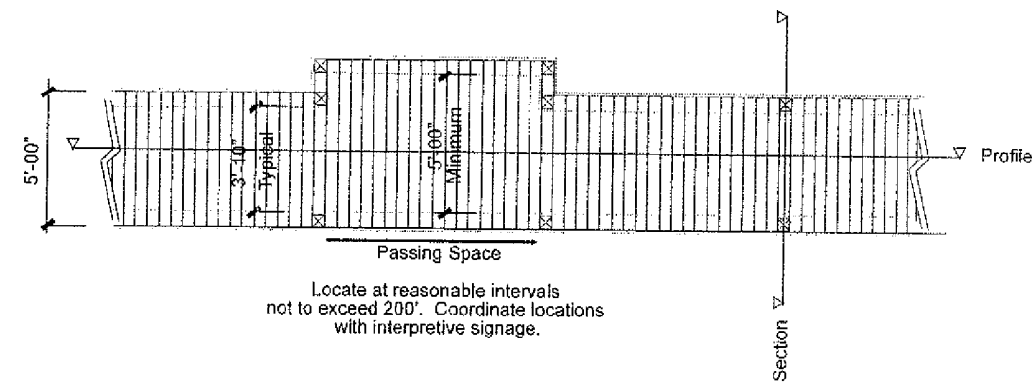 5'-00"
3'-10"
Typical
5'-00"
Minimum
Profile
Passing Space
Locate at reasonable intervals
not to exceed 200'. Coordinate locations
with interpretive signage.
Section